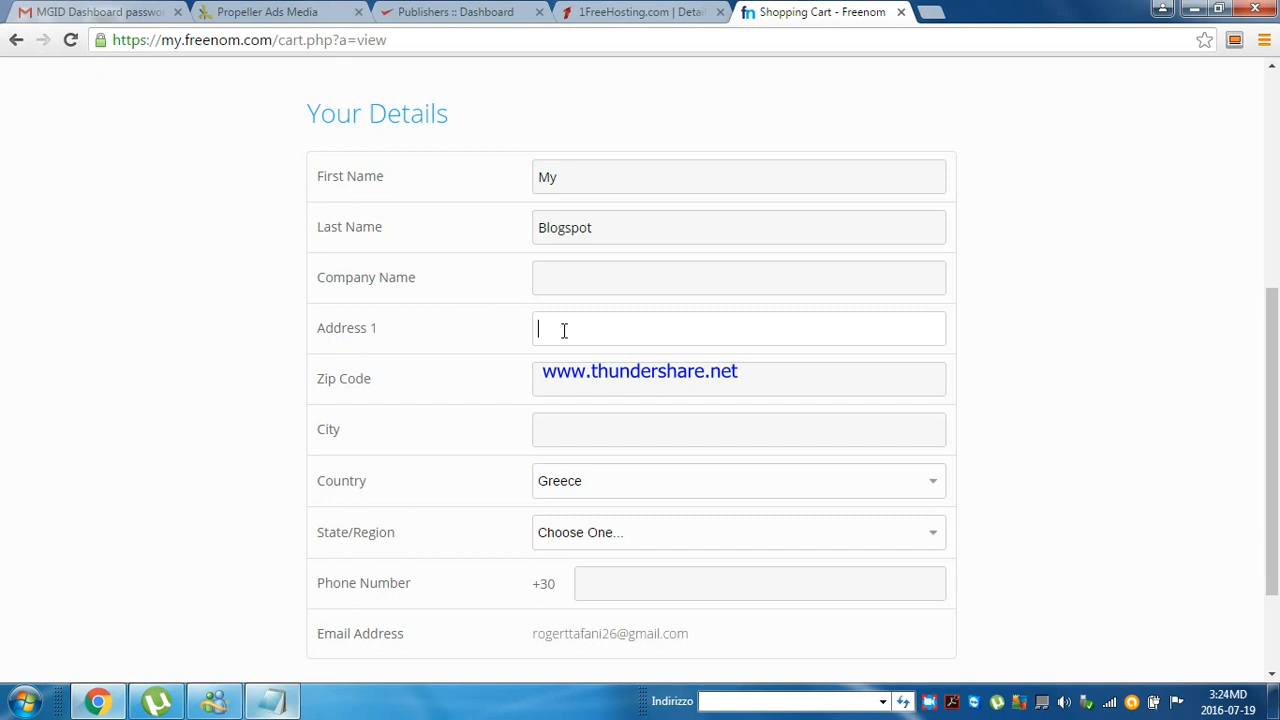 MGID Dashboard passwo
Propeller Ads Media
Publishers :: Dashboard
1FreeHosting.com | Detai
Shopping Cart - Freenom
https://my.freenom.com/cart.php?a=view
Your Details
First Name My
Last Name Blogspot
Company Name
Address 1
Zip Code www.thundershare.net
City
Country Greece
State/Region Choose One...
Phone Number +30
Email Address rogerttafani26@gmail.com
Indirizzo
3:24MD
2016-07-19